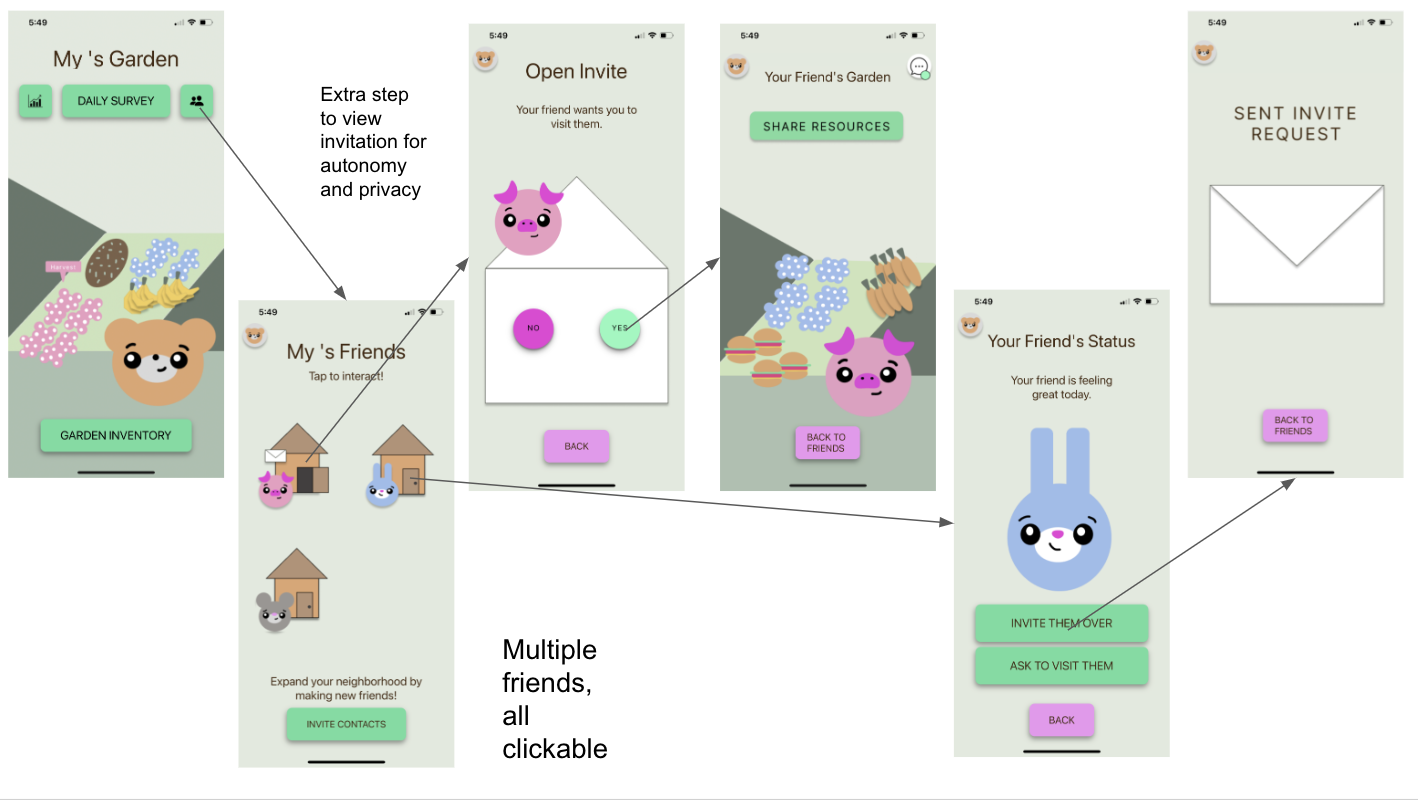 5:49
My 's Garden
DAILY SURVEY
Harvest
GARDEN INVENTORY
Extra step
to view
invitation for
autonomy
and privacy
5:49
My 's Friends
Tap to interact!
Expand your neighborhood by
making new friends!
INVITE CONTACTS
5:49
Open Invite
Your friend wants you to
visit them.
NO
YES
BACK
Multiple
friends,
all
clickable
5:49
Your Friend's Garden
SHARE RESOURCES
BACK TO
FRIENDS
5:49
Your Friend's Status
Your friend is feeling
great today.
INVITE THEM OVER
ASK TO VISIT THEM
BACK
5:49
SENT INVITE
REQUEST
BACK TO
FRIENDS